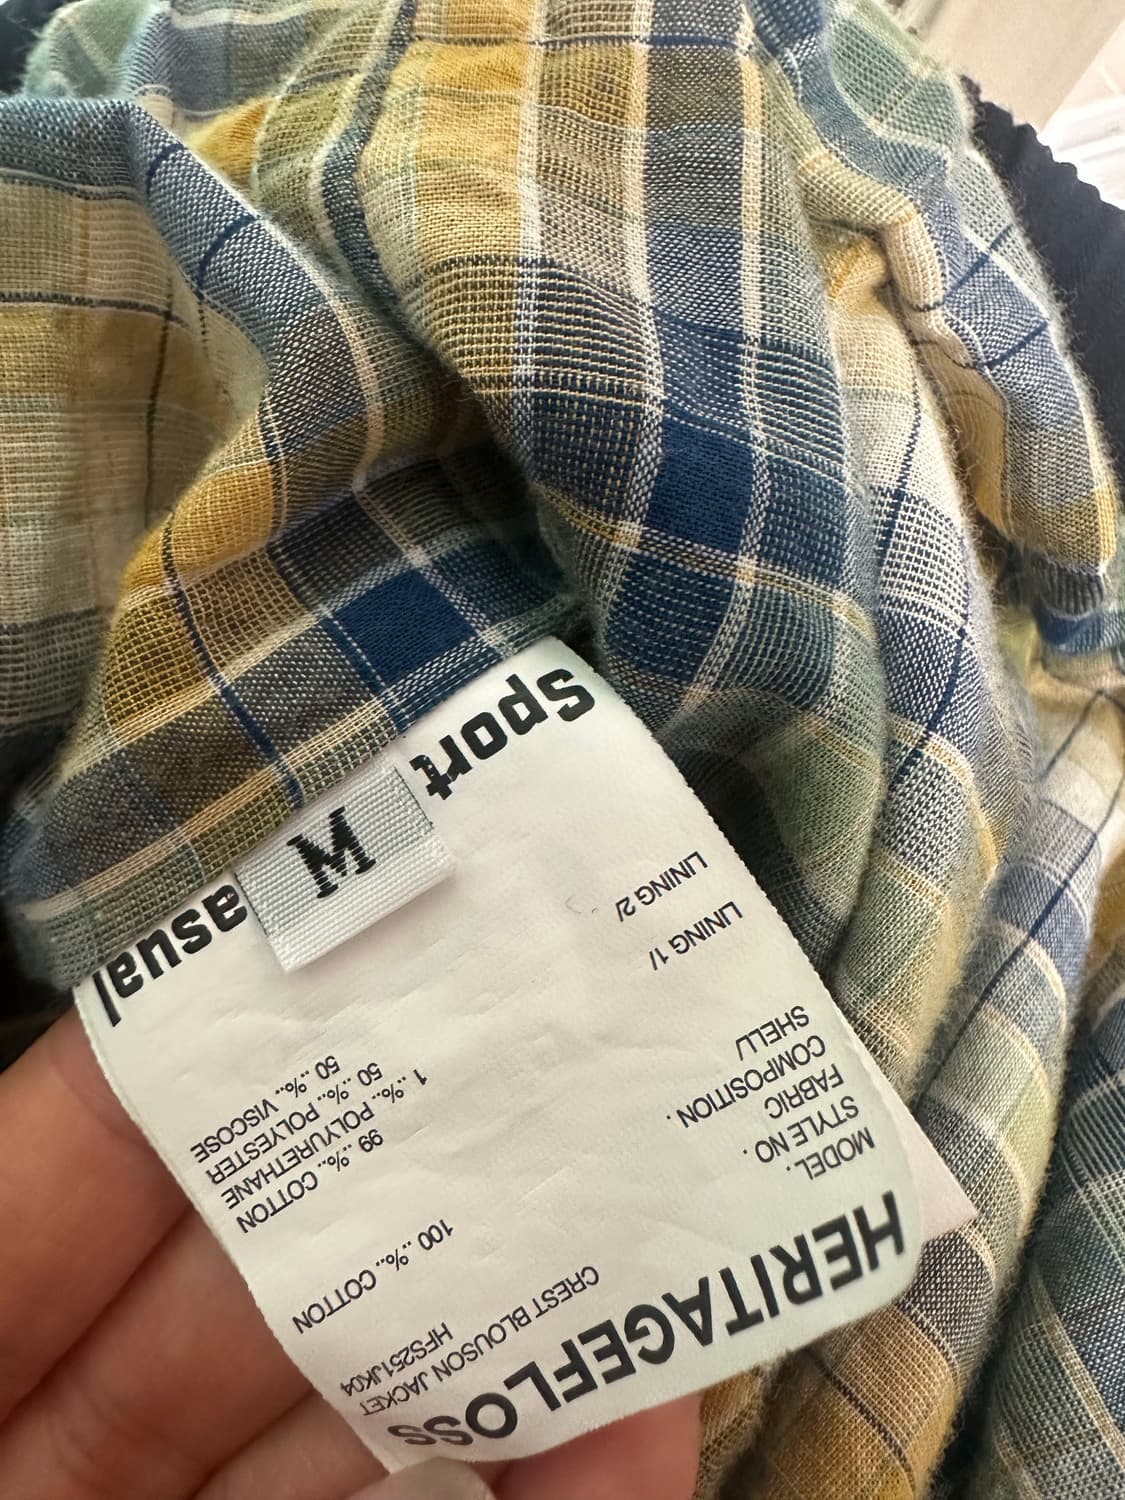 HERITAGEFLOSS
MODEL. CREST BLOUSON JACKET
STYLE NO. HFS251JK04
FABRIC
COMPOSITION.
SHELL/ 100..%..COTTON
LINING 1/ 99..%..COTTON
1..%..POLYURETHANE
LINING 2/ 50..%..POLYESTER
50..%..VISCOSE
Sport asual
M